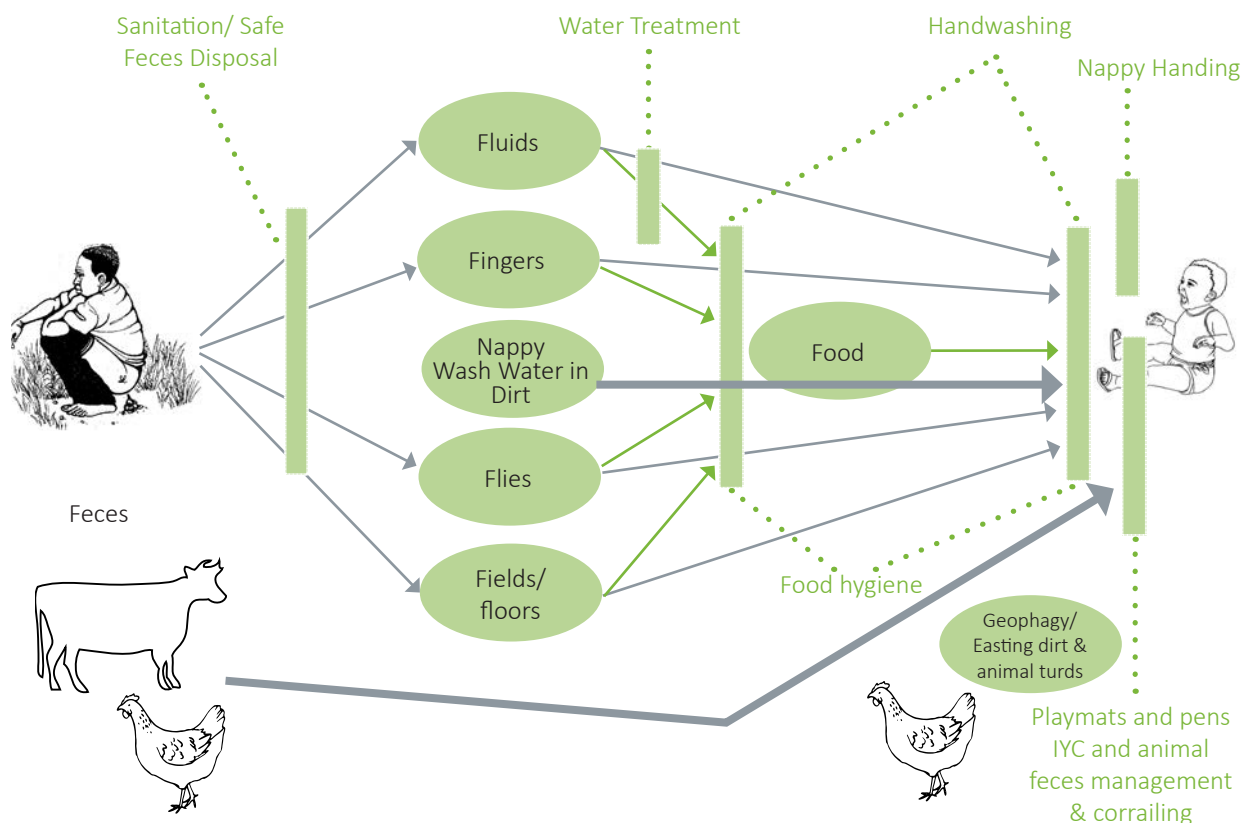 Sanitation/ Safe
Feces Disposal
Water Treatment
Handwashing
Nappy Handing
Fluids
Fingers
Nappy
Wash Water in
Dirt
Food
Flies
Feces
Fields/
floors
Food hygiene
Geophagy/
Easting dirt &
animal turds
Playmats and pens
IYC and animal
feces management
& corrailing